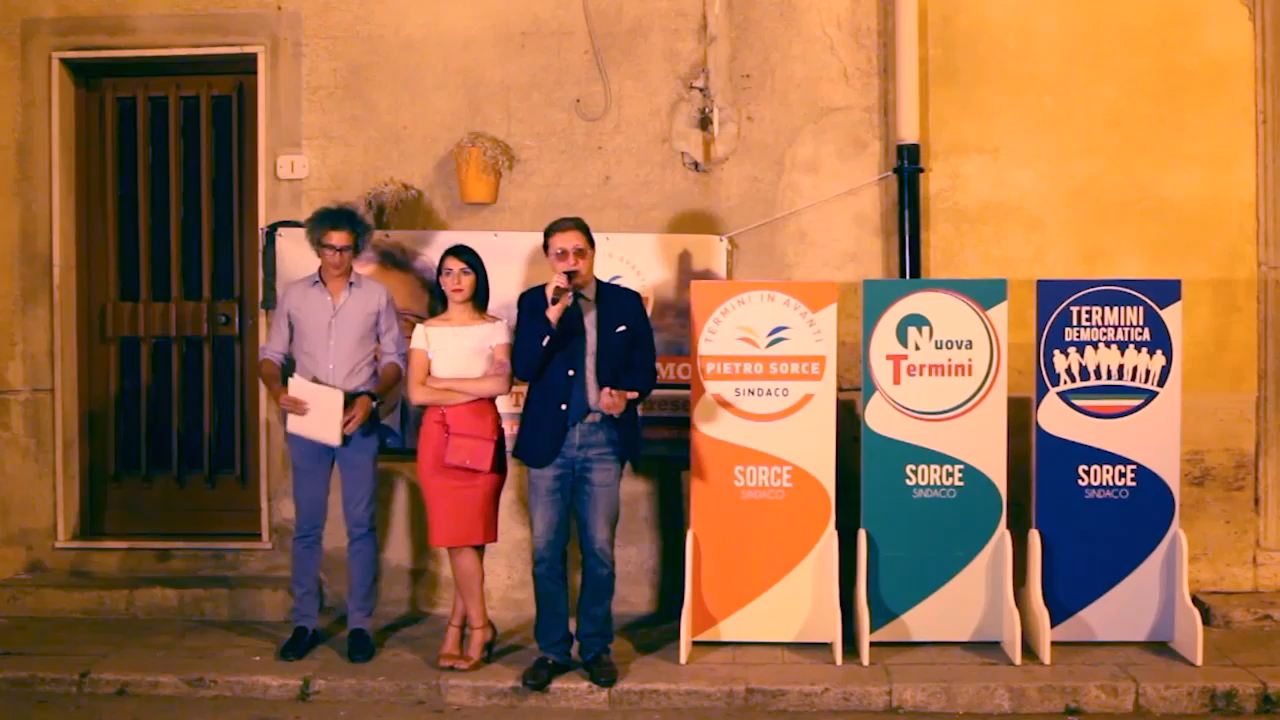 TERMINI IN AVANTI
PIETRO SORCE
SINDACO
SORCE
SINDACO
Nuova
Termini
SORCE
SINDACO
TERMINI
DEMOCRATICA
SORCE
SINDACO